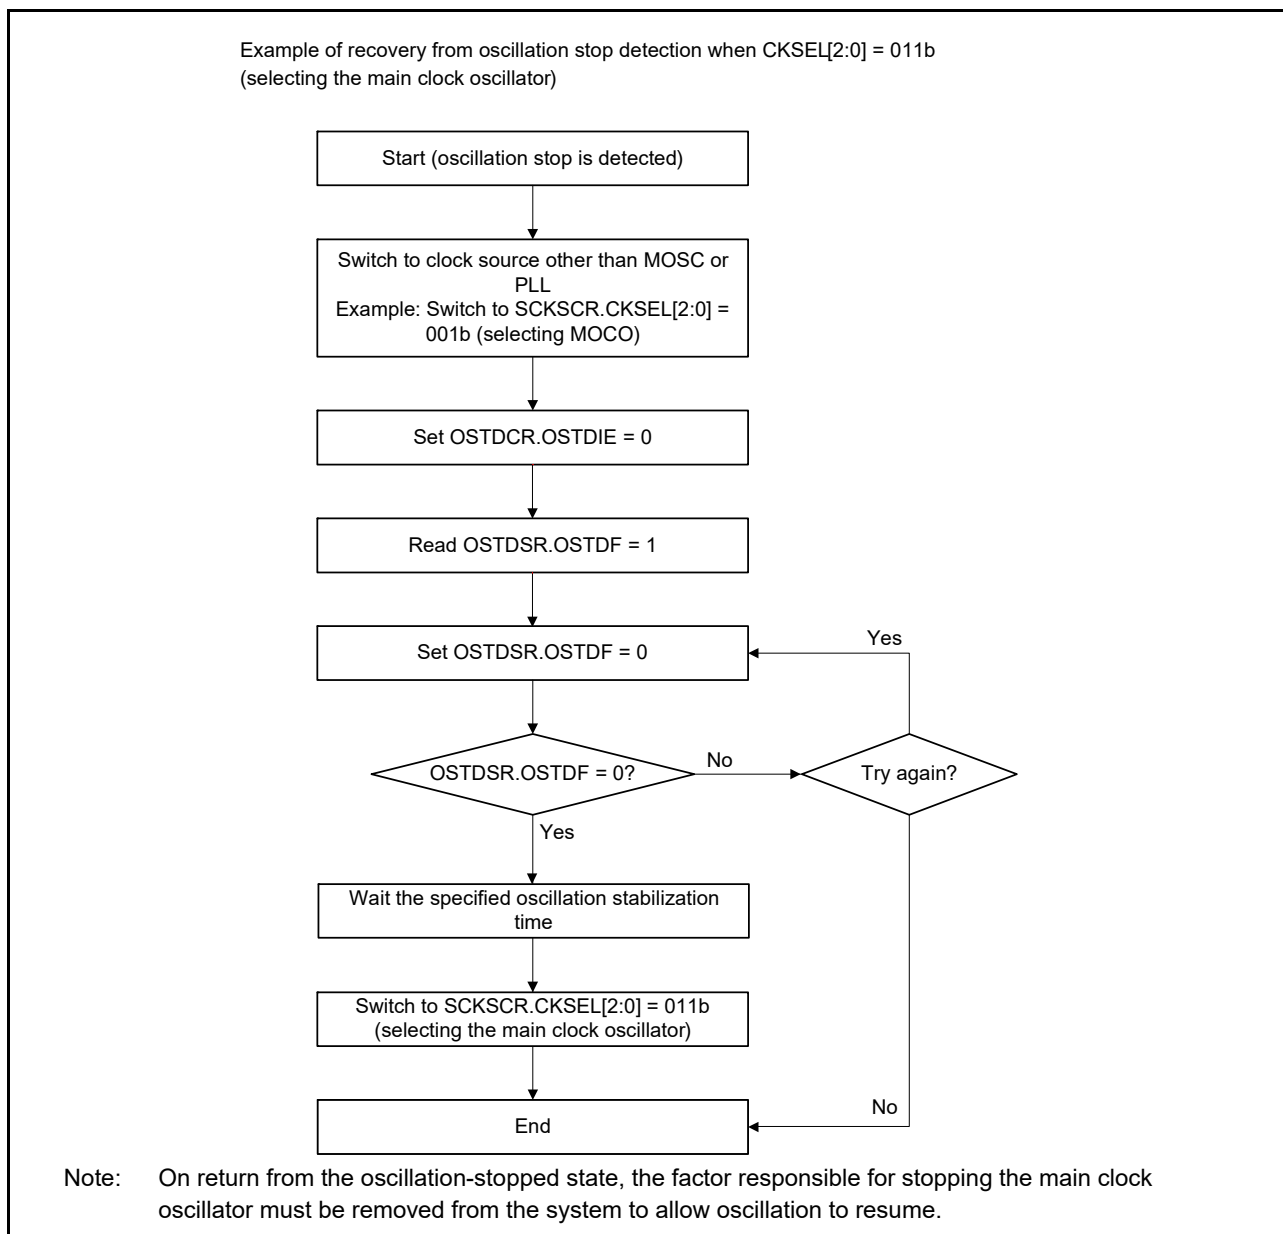 Example of recovery from oscillation stop detection when CKSEL[2:0] = 011b
(selecting the main clock oscillator)
Start (oscillation stop is detected)
Switch to clock source other than MOSC or
PLL
Example: Switch to SCKSCR.CKSEL[2:0] =
001b (selecting MOCO)
Set OSTDCR.OSTDIE = 0
Read OSTDSR.OSTDF = 1
Set OSTDSR.OSTDF = 0
Yes
OSTDSR.OSTDF = 0?
No
Try again?
Yes
Wait the specified oscillation stabilization
time
Switch to SCKSCR.CKSEL[2:0] = 011b
(selecting the main clock oscillator)
No
End
Note: On return from the oscillation-stopped state, the factor responsible for stopping the main clock
oscillator must be removed from the system to allow oscillation to resume.